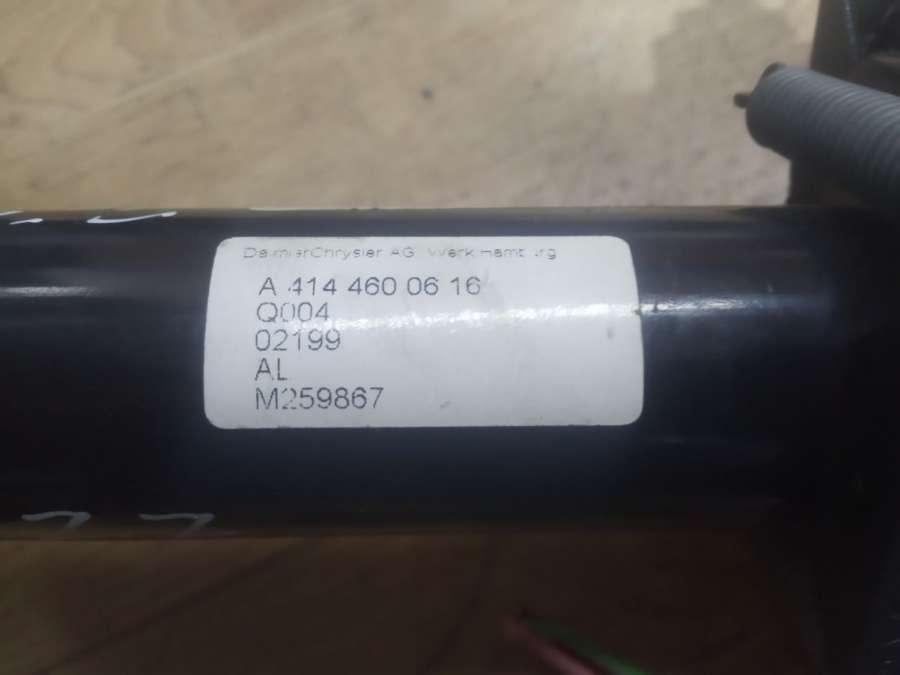 DaimlerChrysler AG Werk Hamburg
A 414 460 06 16
Q004
02199
AL
M259867